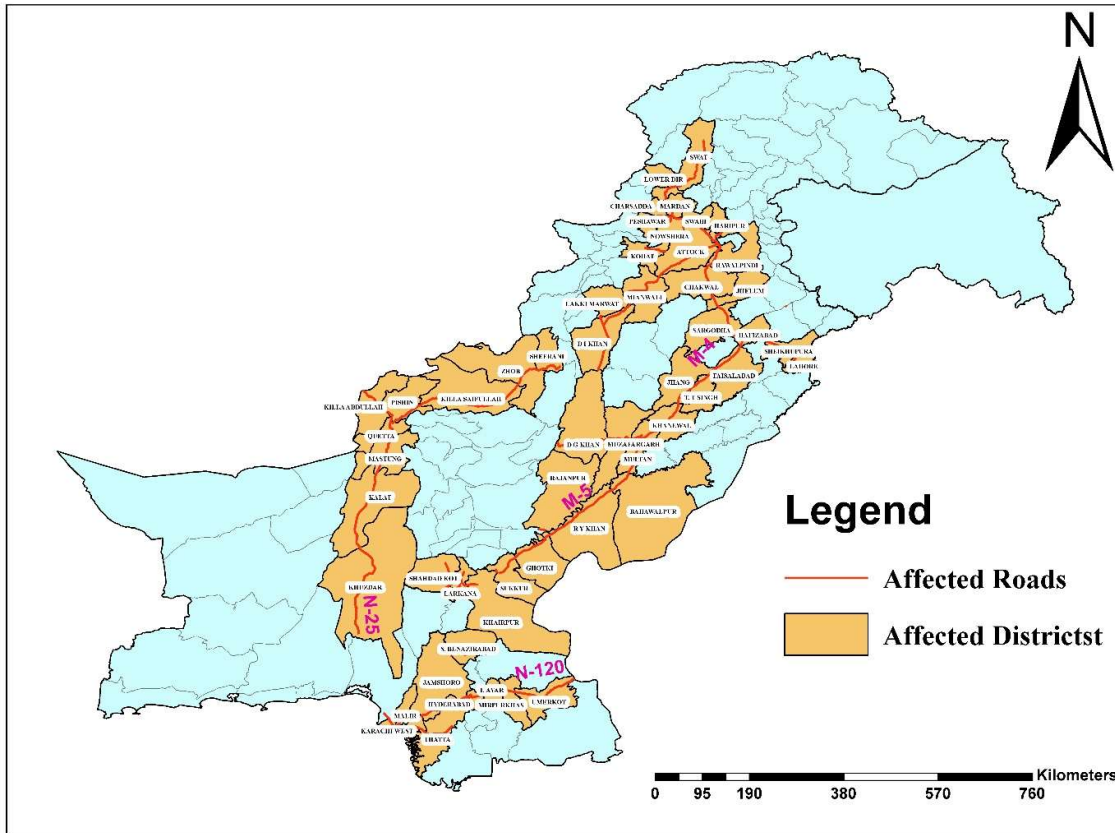 N
SWAT
LOWER DIR
CHARSADDA
MARDAN
PESHAWAR
SWABI
HARIPUR
NOWSHERA
KOHAT
ATTOCK
RAWALPINDI
CHAKWAL
JHELUM
LAKKI MARWAT
MIANWALI
SARGODHA
HAFIZABAD
D I KHAN
M-4
SHEIKHUPURA
LAHORE
SHEERANI
ZHOB
FAISALABAD
JHANG
KILLA ABDULLAH
PISHIN
KILLA SAIFULLAH
T. T SINGH
KHANEWAL
QUETTA
D G KHAN
MUZAFARGARH
MASTUNG
MULTAN
RAJANPUR
KALAT
M-5
BAHAWALPUR
R Y KHAN
Legend
GHOTKI
SHAHDAD KOT
Affected Roads
KHUZDAR
LARKANA
SUKKUR
N-25
KHAIRPUR
Affected Districtst
S. BENAZIRABAD
N-120
JAMSHORO
T. AYAR
HYDERABAD
MIRPURKHAS
UMERKOT
MALIR
KARACHI WEST
THATTA
Kilometers
0 95 190 380 570 760